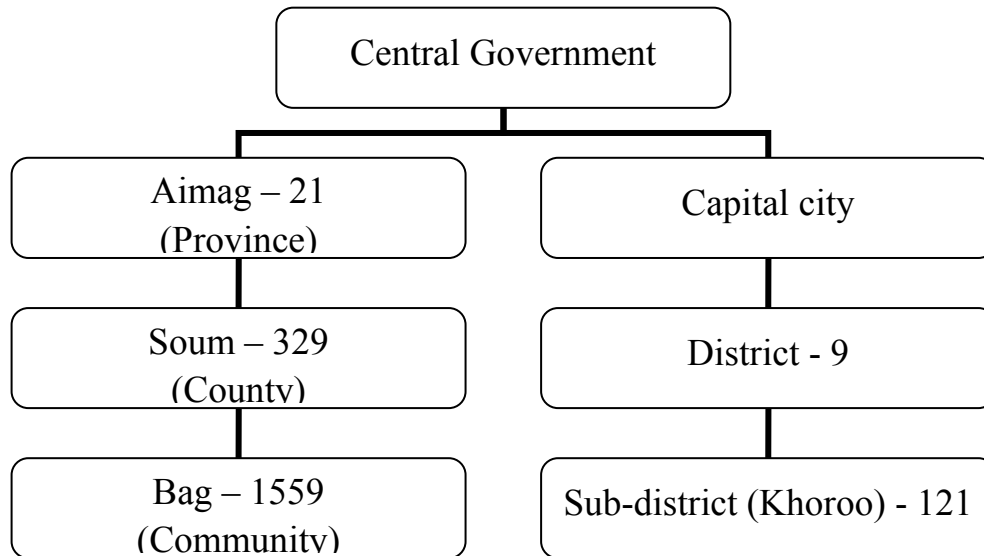 Central Government
Aimag – 21
(Province)
Capital city
Soum – 329
(County)
District - 9
Bag – 1559
(Community)
Sub-district (Khoroo) - 121